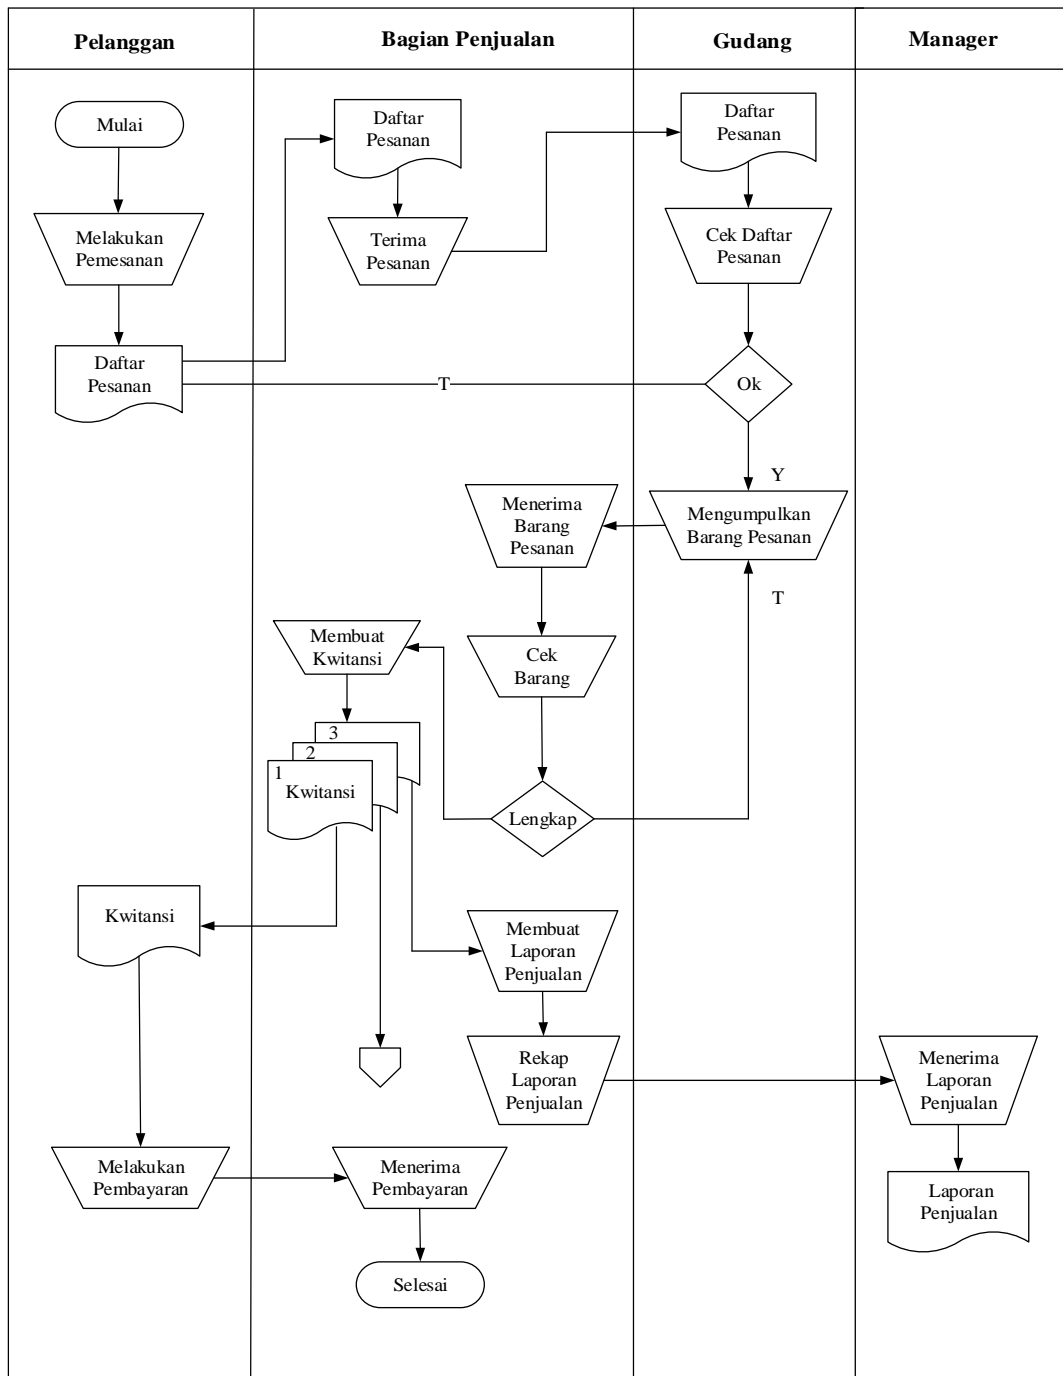 Pelanggan
Bagian Penjualan
Gudang
Manager
Mulai
Daftar
Pesanan
Daftar
Pesanan
Melakukan
Pemesanan
Terima
Pesanan
Cek Daftar
Pesanan
Daftar
Pesanan
T
Ok
Y
Menerima
Barang
Pesanan
Mengumpulkan
Barang Pesanan
T
Membuat
Kwitansi
Cek
Barang
3
2
1
Kwitansi
Lengkap
Kwitansi
Membuat
Laporan
Penjualan
Rekap
Laporan
Penjualan
Menerima
Laporan
Penjualan
Melakukan
Pembayaran
Menerima
Pembayaran
Laporan
Penjualan
Selesai